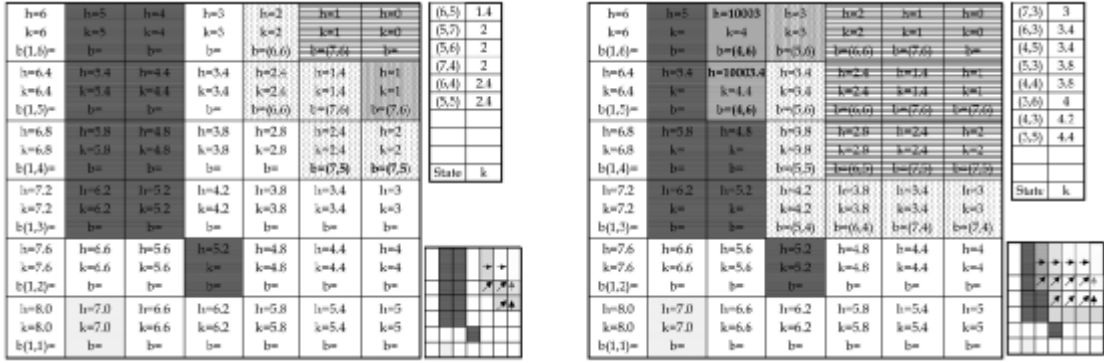 h=6 h=5 h=4 h=3 h=2 h=1 h=0
k=6 k=5 k=4 k=3 k=2 k=1 k=0
b(1,6)= b= b= b= b=(6,6) b=(7,6) b=
h=6.4 h=5.4 h=4.4 h=3.4 h=2.4 h=1.4 h=1
k=6.4 k=5.4 k=4.4 k=3.4 k=2.4 k=1.4 k=1
b(1,5)= b= b= b= b=(6,6) b=(7,6) b=(7,6)
h=6.8 h=5.8 h=4.8 h=3.8 h=2.8 h=2.4 h=2
k=6.8 k=5.8 k=4.8 k=3.8 k=2.8 k=2.4 k=2
b(1,4)= b= b= b= b= b=(7,5) b=(7,5)
h=7.2 h=6.2 h=5.2 h=4.2 h=3.8 h=3.4 h=3
k=7.2 k=6.2 k=5.2 k=4.2 k=3.8 k=3.4 k=3
b(1,3)= b= b= b= b= b= b=
h=7.6 h=6.6 h=5.6 h=5.2 h=4.8 h=4.4 h=4
k=7.6 k=6.6 k=5.6 k= k=4.8 k=4.4 k=4
b(1,2)= b= b= b= b= b= b=
h=8.0 h=7.0 h=6.6 h=6.2 h=5.8 h=5.4 h=5
k=8.0 k=7.0 k=6.6 k=6.2 k=5.8 k=5.4 k=5
b(1,1)= b= b= b= b= b= b=
(6,5) 1.4
(5,7) 2
(5,6) 2
(7,4) 2
(6,4) 2.4
(5,5) 2.4
State k
h=6 h=5 h=10003 h=3 h=2 h=1 h=0
k=6 k= k=4 k=3 k=2 k=1 k=0
b(1,6)= b= b=(4,6) b=(5,6) b=(6,6) b=(7,6) b=
h=6.4 h=5.4 h=10003.4 h=3.4 h=2.4 h=1.4 h=1
k=6.4 k= k=4.4 k=3.4 k=2.4 k=1.4 k=1
b(1,5)= b= b=(4,6) b=(5,6) b=(6,6) b=(7,6) b=(7,6)
h=6.8 h=5.8 h=4.8 h=3.8 h=2.8 h=2.4 h=2
k=6.8 k= k= k=3.8 k=2.8 k=2.4 k=2
b(1,4)= b= b= b=(5,5) b=(6,5) b=(7,5) b=(7,5)
h=7.2 h=6.2 h=5.2 h=4.2 h=3.8 h=3.4 h=3
k=7.2 k= k= k=4.2 k=3.8 k=3.4 k=3
b(1,3)= b= b= b=(5,4) b=(6,4) b=(7,4) b=(7,4)
h=7.6 h=6.6 h=5.6 h=5.2 h=4.8 h=4.4 h=4
k=7.6 k=6.6 k=5.6 k=5.2 k=4.8 k=4.4 k=4
b(1,2)= b= b= b= b= b= b=
h=8.0 h=7.0 h=6.6 h=6.2 h=5.8 h=5.4 h=5
k=8.0 k=7.0 k=6.6 k=6.2 k=5.8 k=5.4 k=5
b(1,1)= b= b= b= b= b= b=
(7,3) 3
(6,3) 3.4
(4,5) 3.4
(5,3) 3.8
(4,4) 3.8
(3,6) 4
(4,3) 4.2
(3,5) 4.4
State k